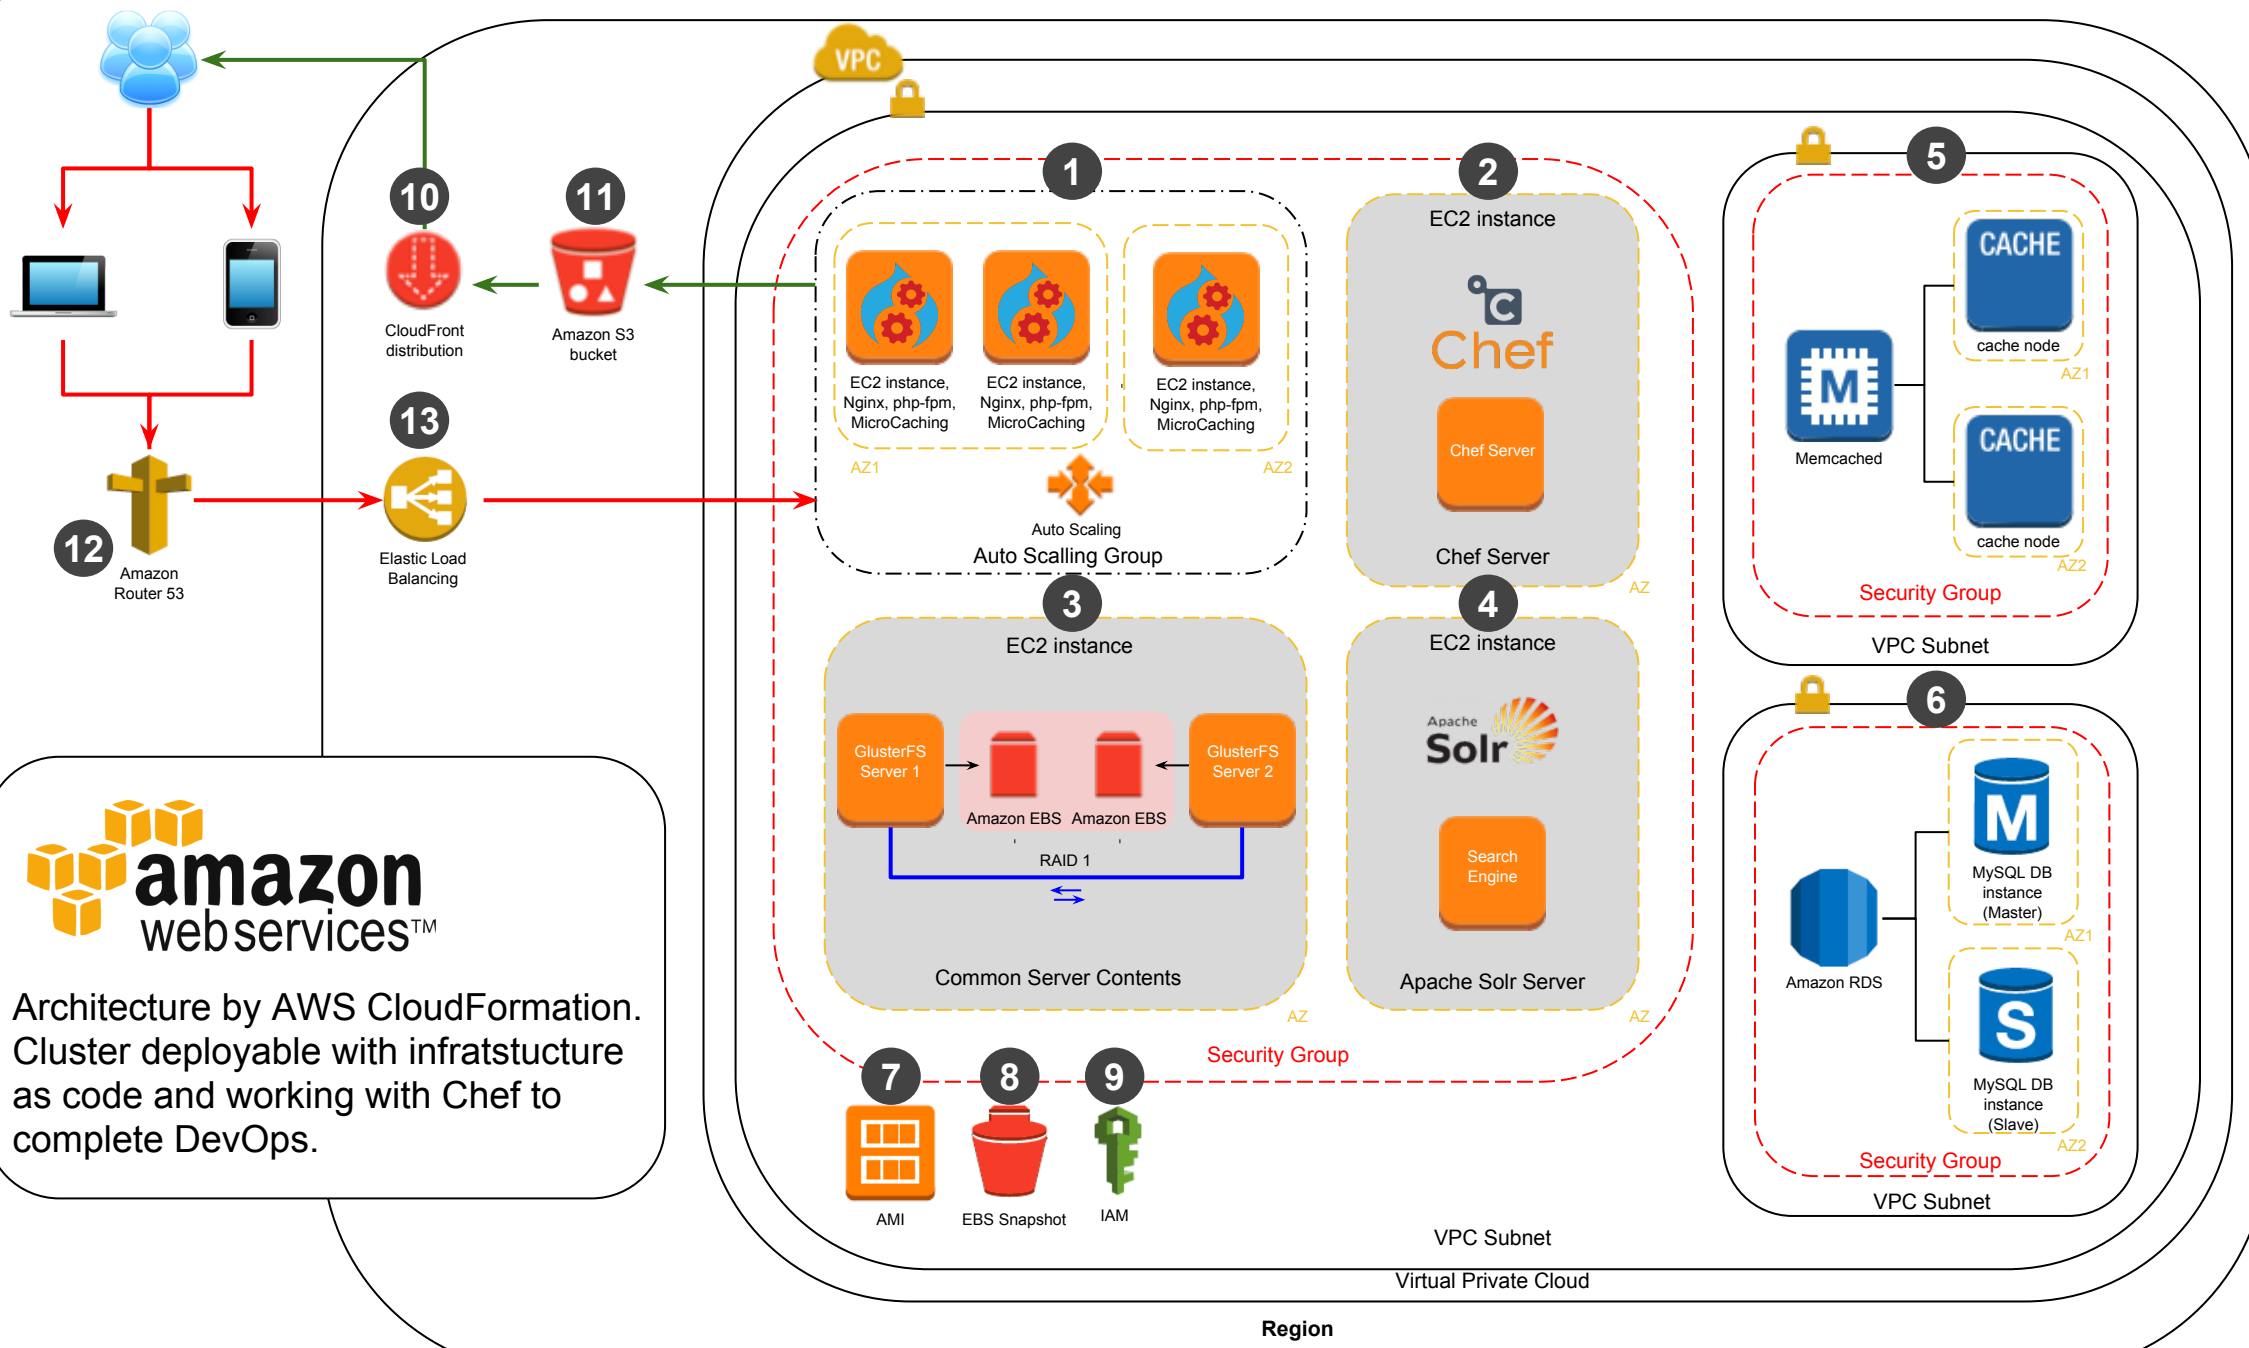 VPC
1
2
5
10
11
EC2 instance
CACHE
cache node
AZ1
Chef
CloudFront
distribution
Amazon S3
bucket
EC2 instance,
Nginx, php-fpm,
MicroCaching
EC2 instance,
Nginx, php-fpm,
MicroCaching
EC2 instance,
Nginx, php-fpm,
MicroCaching
AZ1
AZ2
Auto Scaling
Auto Scalling Group
Chef Server
Chef Server
AZ
M
Memcached
CACHE
cache node
AZ2
Security Group
VPC Subnet
13
12
Amazon
Router 53
Elastic Load
Balancing
3
EC2 instance
GlusterFS
Server 1
Amazon EBS
Amazon EBS
GlusterFS
Server 2
RAID 1
Common Server Contents
AZ
4
EC2 instance
Apache
Solr
Search
Engine
Apache Solr Server
AZ
Security Group
6
M
MySQL DB
instance
(Master)
AZ1
Amazon RDS
S
MySQL DB
instance
(Slave)
AZ2
Security Group
VPC Subnet
7
8
9
AMI
EBS Snapshot
IAM
VPC Subnet
Virtual Private Cloud
Region
amazon
webservices™
Architecture by AWS CloudFormation.
Cluster deployable with infratstucture
as code and working with Chef to
complete DevOps.